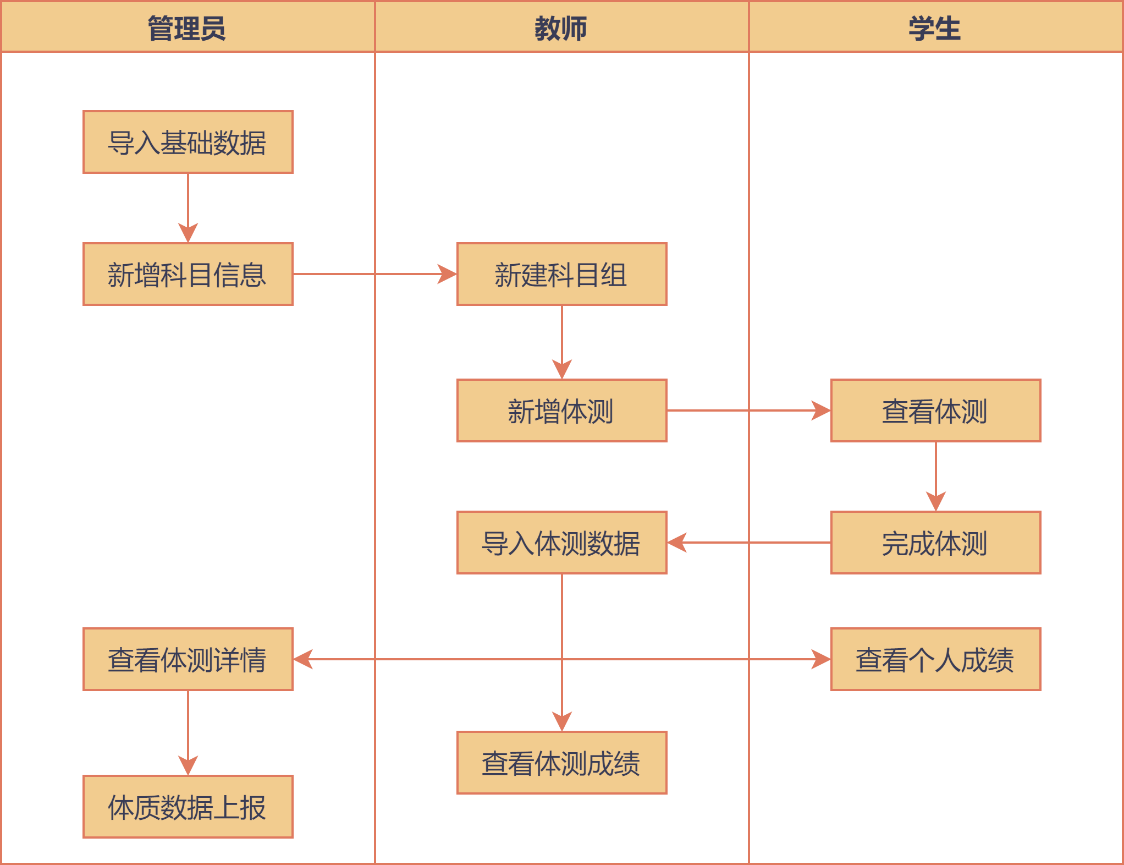 管理员
教师
学生
导入基础数据
新增科目信息
新建科目组
新增体测
查看体测
导入体测数据
完成体测
查看体测详情
查看个人成绩
查看体测成绩
体质数据上报